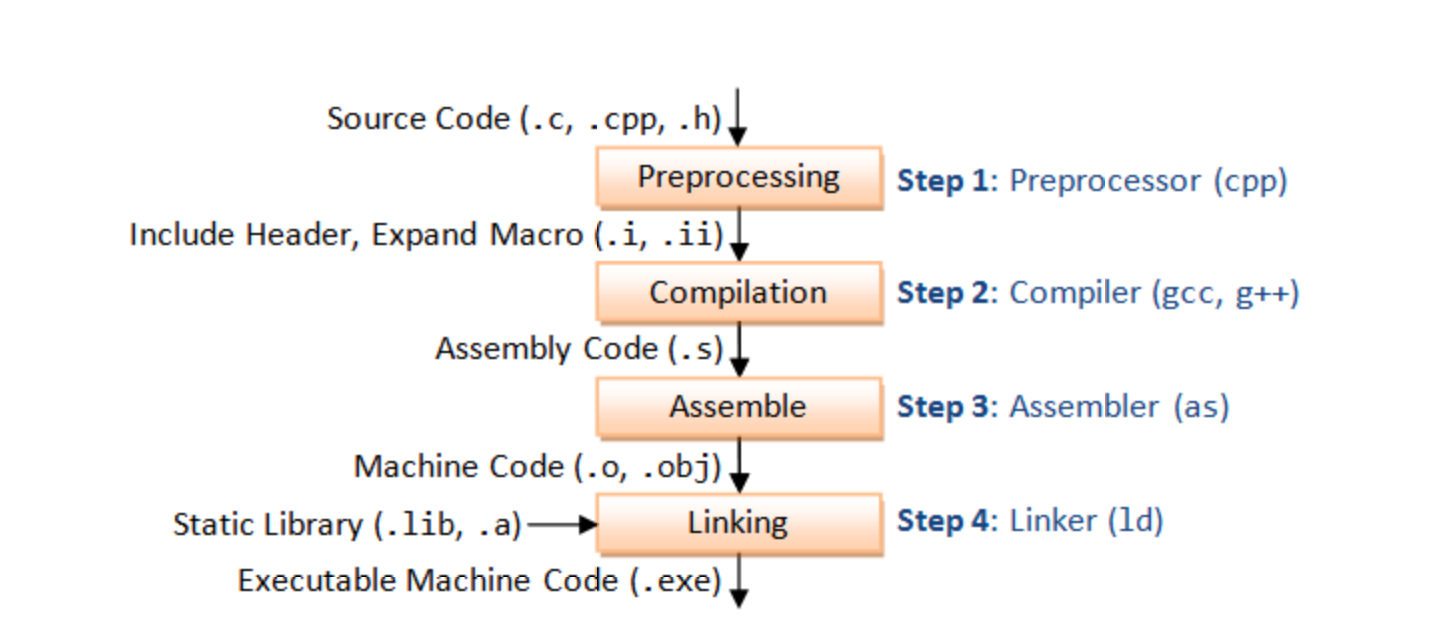 Source Code (.c, .cpp, .h)
Preprocessing
Step 1: Preprocessor (cpp)
Include Header, Expand Macro (.i, .ii)
Compilation
Step 2: Compiler (gcc, g++)
Assembly Code (.s)
Assemble
Step 3: Assembler (as)
Machine Code (.o, .obj)
Static Library (.lib, .a)
Linking
Step 4: Linker (ld)
Executable Machine Code (.exe)